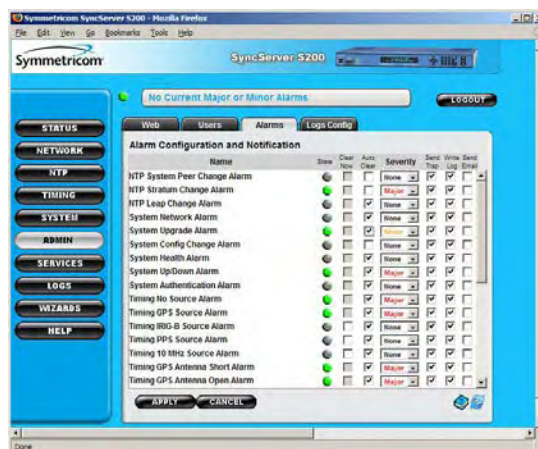 Symmetricom SyncServer S200 - Mozilla Firefox
File Edit View Go Bookmarks Tools Help
Symmetricom
SyncServer S200
No Current Major or Minor Alarms
LOGOUT
STATUS
NETWORK
NTP
TIMING
SYSTEM
ADMIN
SERVICES
LOGS
WIZARDS
HELP
Web Users Alarms Logs Config
Alarm Configuration and Notification
Name State Clear Now Auto Clear Severity Send Trap Write Log Send Email
NTP System Peer Change Alarm None
NTP Stratum Change Alarm Major
NTP Leap Change Alarm None
System Network Alarm None
System Upgrade Alarm Minor
System Config Change Alarm None
System Health Alarm None
System Up/Down Alarm Major
System Authentication Alarm None
Timing No Source Alarm Major
Timing GPS Source Alarm Major
Timing IRIG-B Source Alarm None
Timing PPS Source Alarm None
Timing 10 MHz Source Alarm None
Timing GPS Antenna Short Alarm Major
Timing GPS Antenna Open Alarm Major
APPLY CANCEL
Done